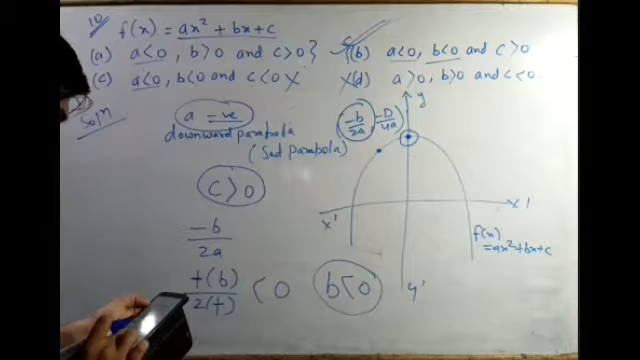 10 f(x) = ax² + bx + c
(a) a<0, b>0 and c>0 } (b) a<0, b<0 and c>0
(c) a<0, b<0 and c<0 X X(d) a>0, b>0 and c<0
Solⁿ
a = -ve
downward parabola
(Sad parabola)
-b/2a, -D/4a
y
C>0
-b/2a
X' X'
f(x)
=ax²+bx+c
+(b)/2(+) <0 b<0
y'